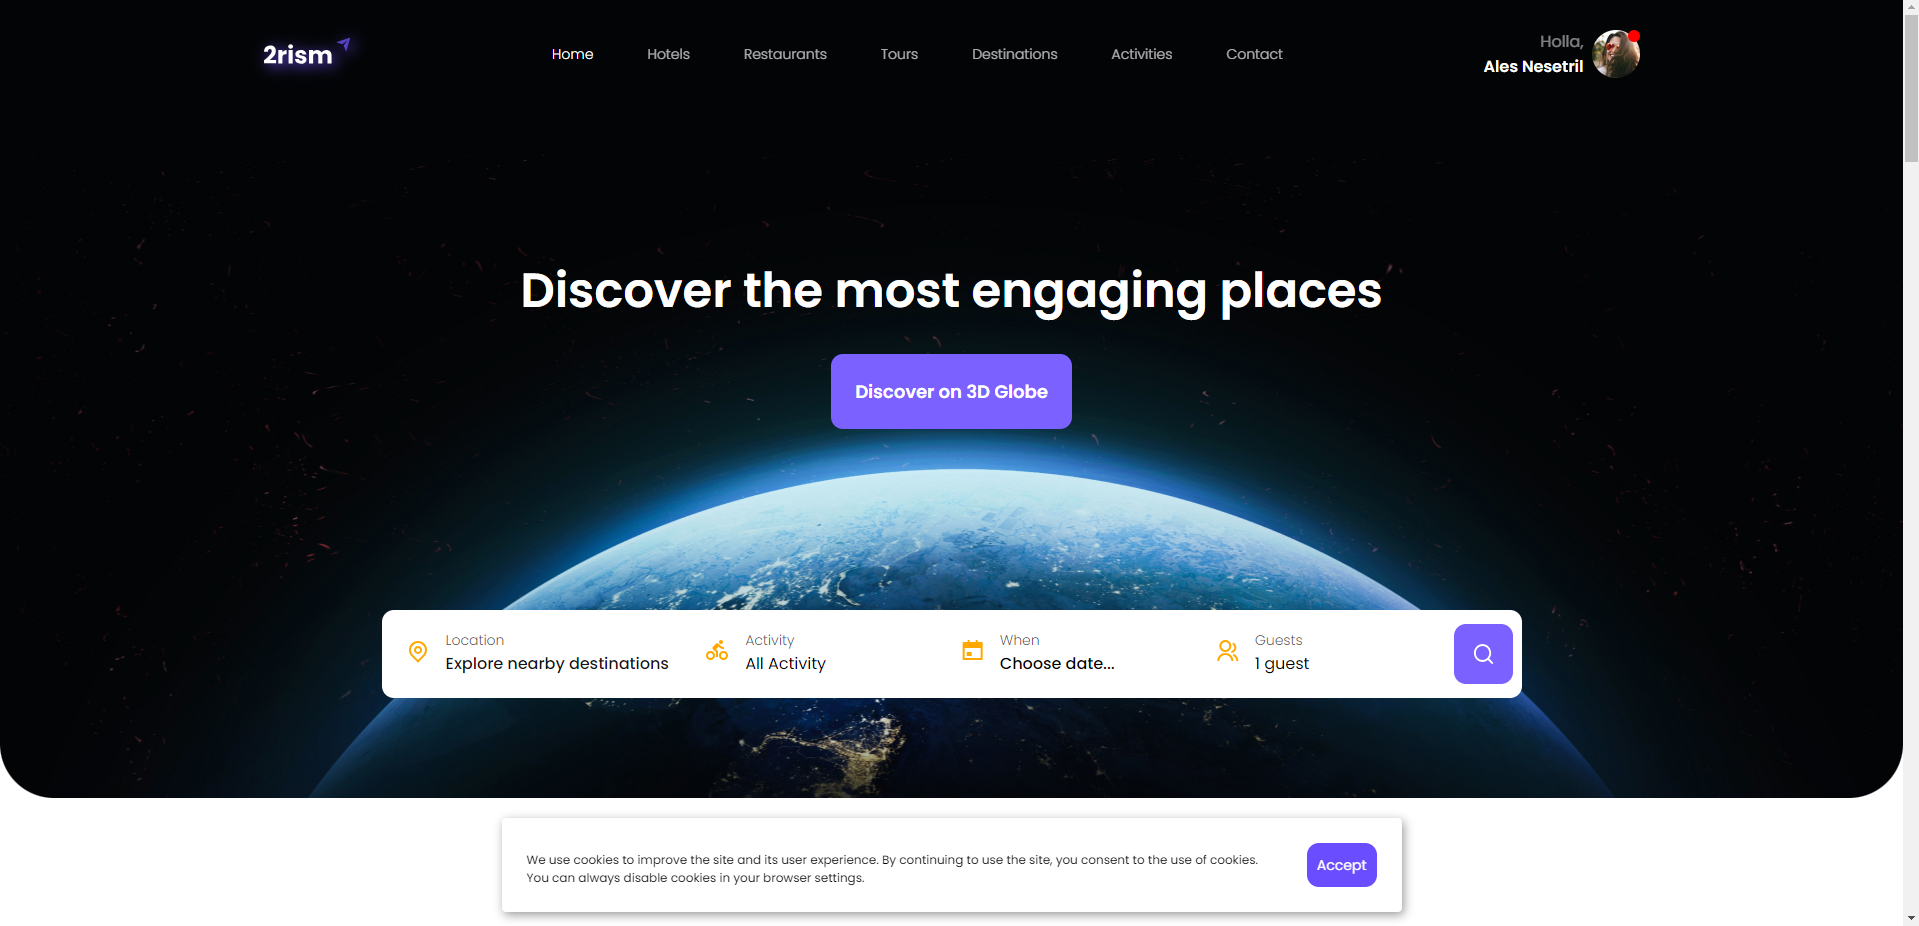 2rism
Home
Hotels
Restaurants
Tours
Destinations
Activities
Contact
Holla,
Ales Nesetril
Discover the most engaging places
Discover on 3D Globe
Location
Explore nearby destinations
Activity
All Activity
When
Choose date...
Guests
1 guest
We use cookies to improve the site and its user experience. By continuing to use the site, you consent to the use of cookies.
You can always disable cookies in your browser settings.
Accept